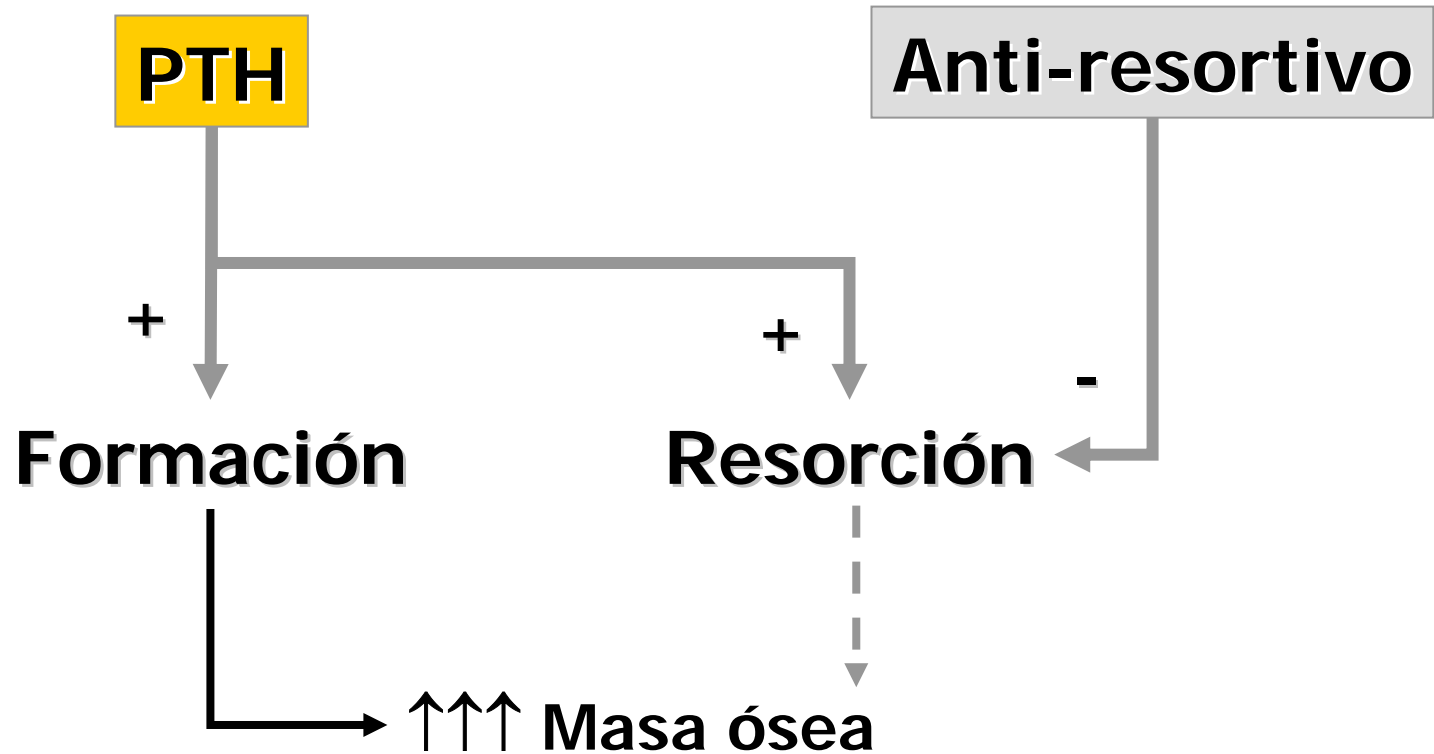 PTH
Anti-resortivo
+
+
-
Formación
Resorción
↑↑↑ Masa ósea